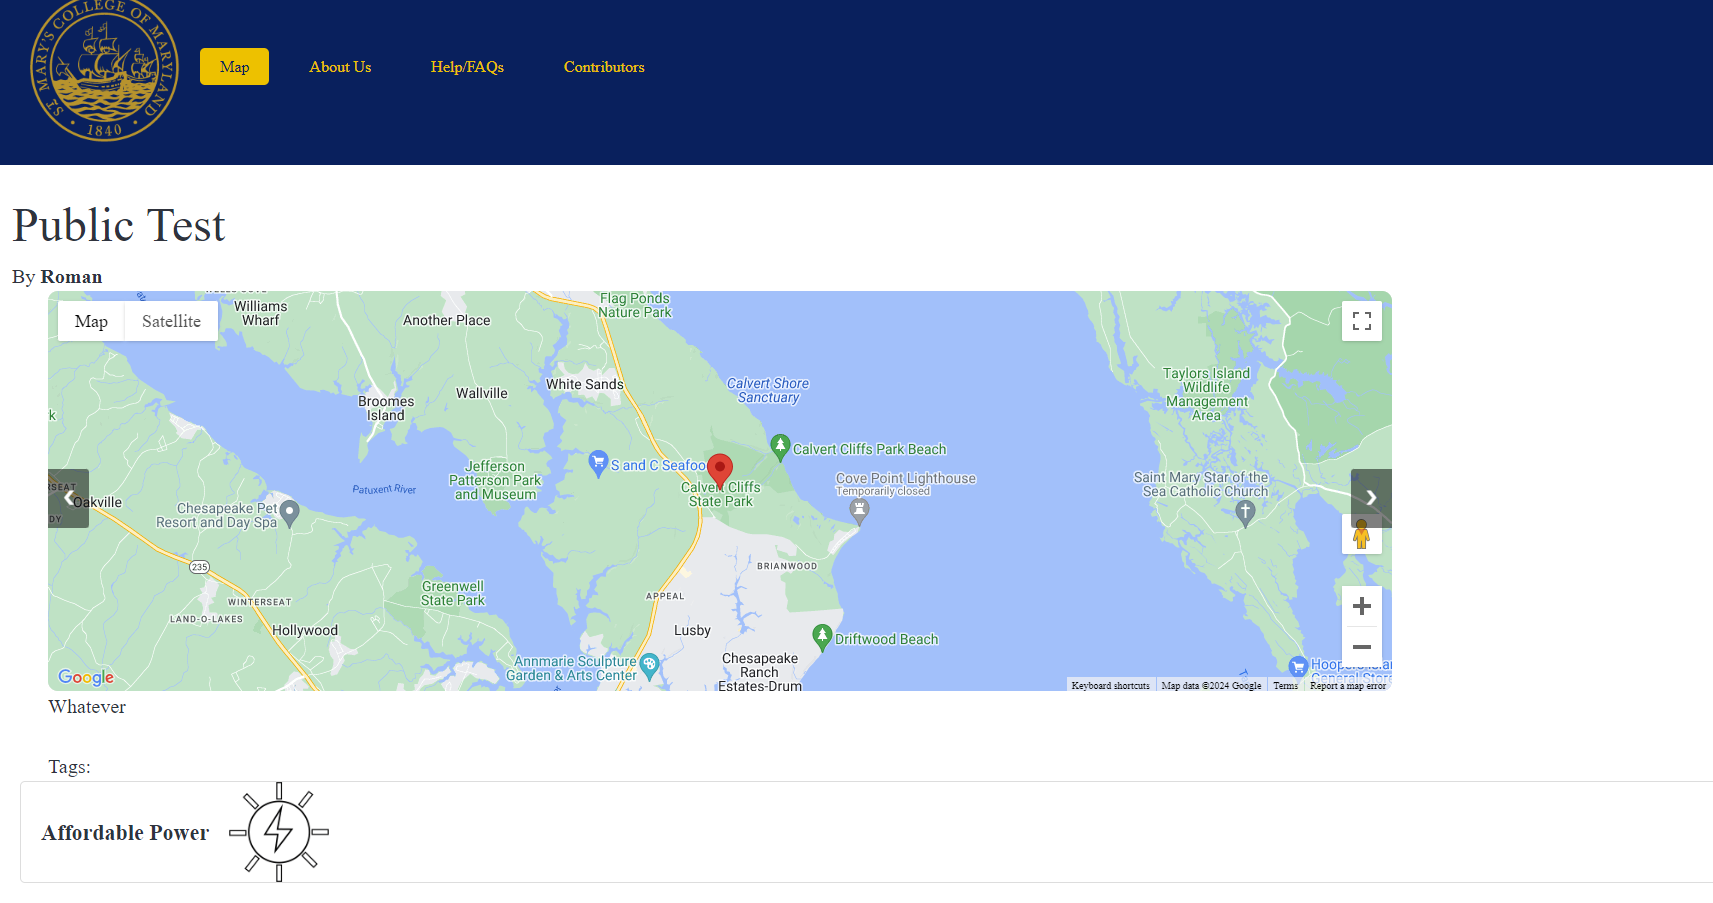 ST. MARY'S COLLEGE OF MARYLAND
1840
Map
About Us
Help/FAQs
Contributors
Public Test
By Roman
Map
Satellite
Williams
Wharf
Another Place
Flag Ponds
Nature Park
Calvert Shore
Sanctuary
White Sands
Wallville
Broomes
Island
Taylors Island
Wildlife
Management
Area
k
Calvert Cliffs Park Beach
S and C Seafoo
Jefferson
Patterson Park
and Museum
Cove Point Lighthouse
Temporarily closed
Calvert Cliffs
State Park
Saint Mary Star of the
Sea Catholic Church
Patuxent River
Oakville
Chesapeake Pet
Resort and Day Spa
235
BRIANWOOD
Greenwell
State Park
APPEAL
WINTERSEAT
LAND-O-LAKES
Hollywood
Lusby
Driftwood Beach
Annmarie Sculpture
Garden & Arts Center
Chesapeake
Ranch
Estates-Drum
Google
Keyboard shortcuts
Map data ©2024 Google
Terms
Report a map error
Whatever
Tags:
Affordable Power